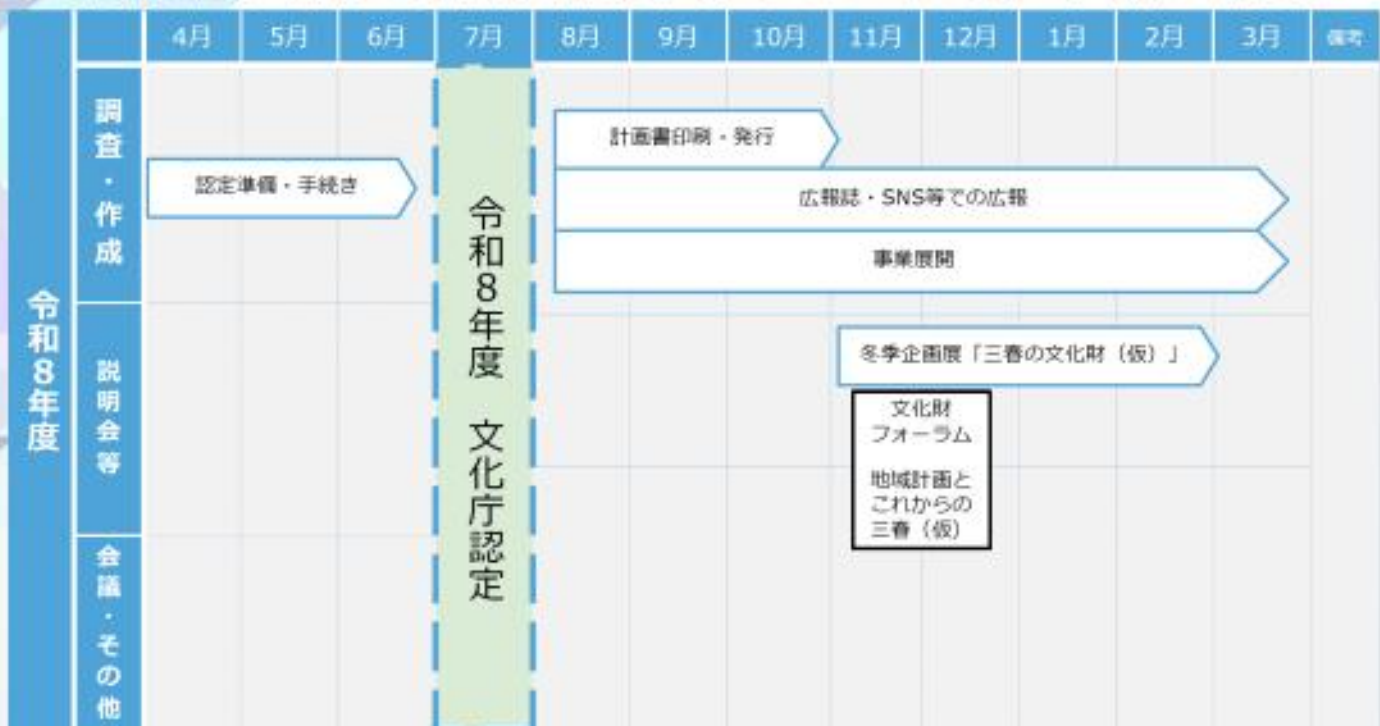 4月 5月 6月 7月 8月 9月 10月 11月 12月 1月 2月 3月 備考
令和8年度
調査・作成
認定準備・手続き
計画書印刷・発行
広報誌・SNS等での広報
事業展開
令和8年度 文化庁認定
説明会等
冬季企画展「三春の文化財（仮）」
文化財
フォーラム
地域計画と
これからの
三春（仮）
会議・その他